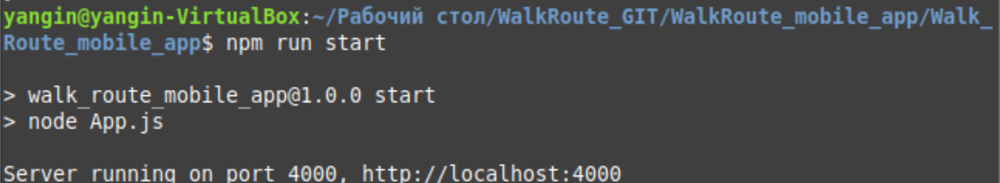 yangin@yangin-VirtualBox:~/Рабочий стол/WalkRoute_GIT/WalkRoute_mobile_app/Walk_
Route_mobile_app$ npm run start
> walk_route_mobile_app@1.0.0 start
> node App.js
Server running on port 4000, http://localhost:4000